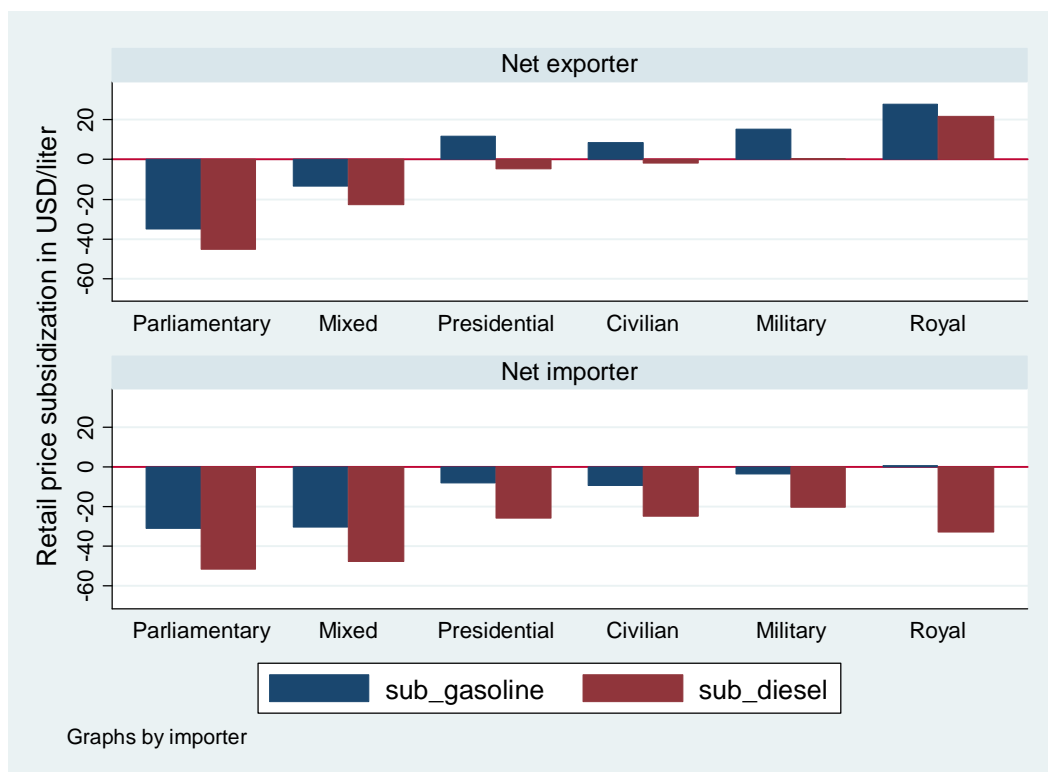 Retail price subsidization in USD/liter
Net exporter
20
0
-20
-40
-60
Parliamentary Mixed Presidential Civilian Military Royal
Net importer
20
0
-20
-40
-60
Parliamentary Mixed Presidential Civilian Military Royal
sub_gasoline sub_diesel
Graphs by importer